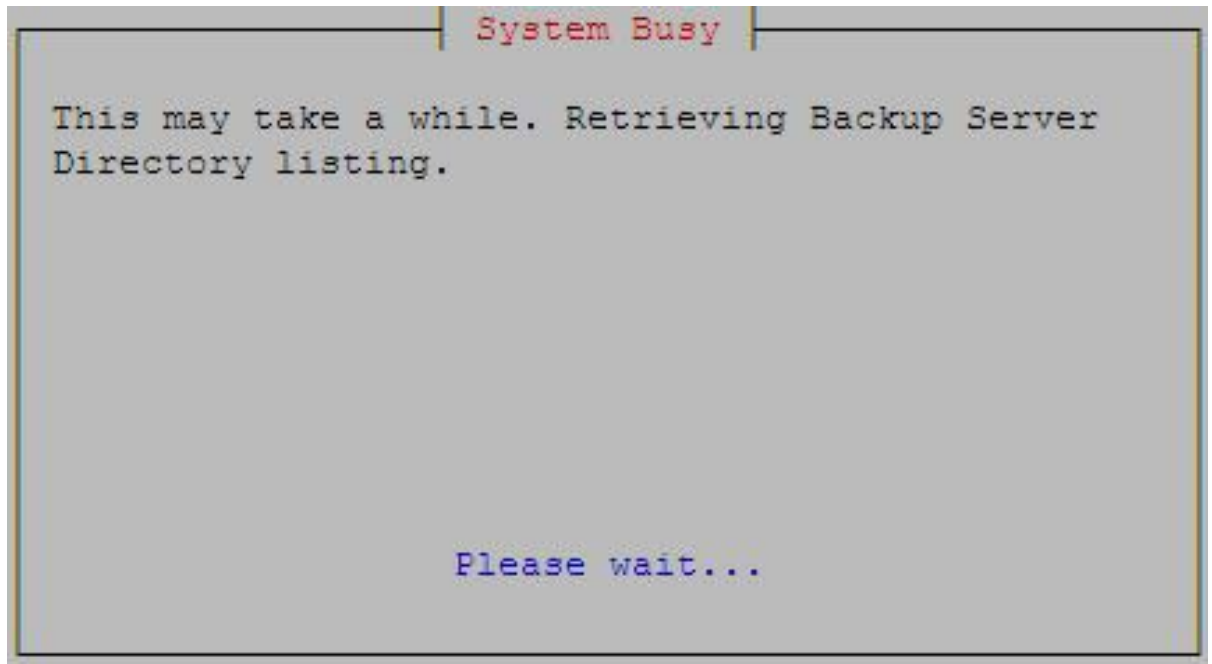 System Busy
This may take a while. Retrieving Backup Server
Directory listing.
Please wait...